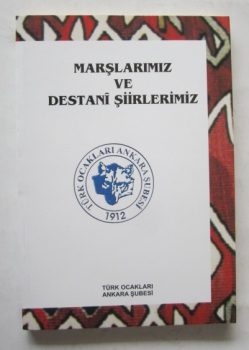 MARŞLARIMIZ
VE
DESTANÎ ŞİİRLERİMİZ
TÜRK OCAKLARI ANKARA ŞUBESİ
1912
TÜRK OCAKLARI
ANKARA ŞUBESİ